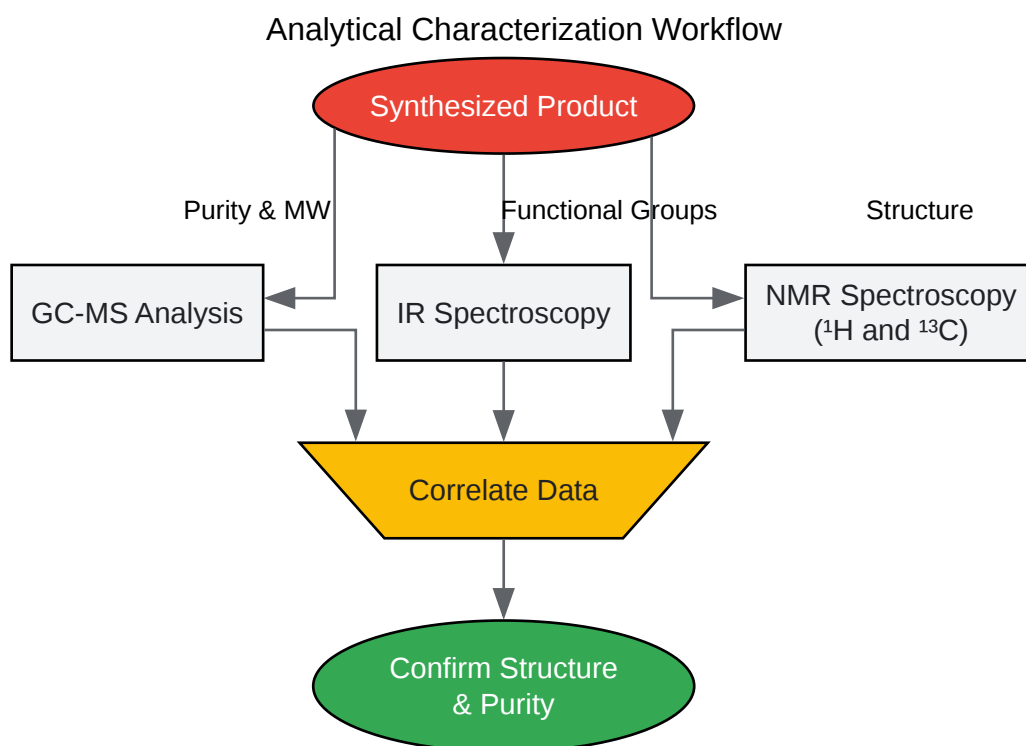 Analytical Characterization Workflow
Synthesized Product
Purity & MW
Functional Groups
Structure
GC-MS Analysis
IR Spectroscopy
NMR Spectroscopy
(¹H and ¹³C)
Correlate Data
Confirm Structure
& Purity